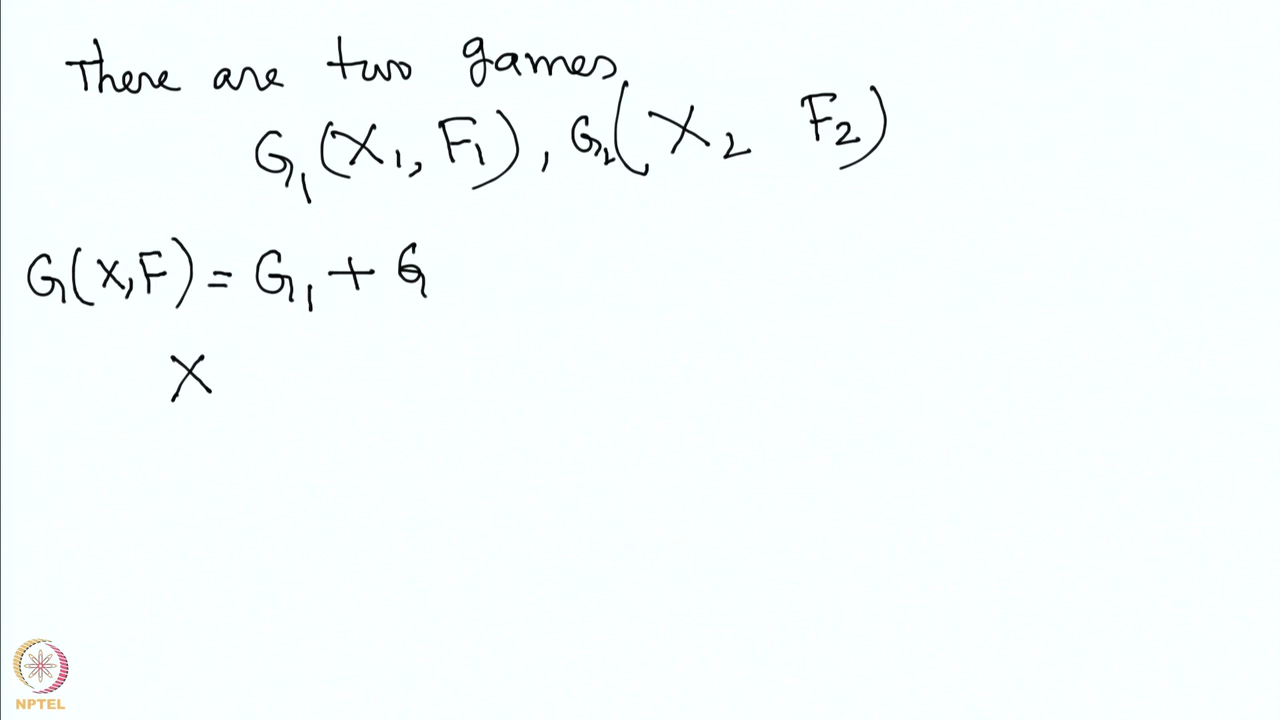 There are two games
G₁(X₁, F₁), G₂(X₂ F₂)
G(X,F) = G₁ + G
X
NPTEL